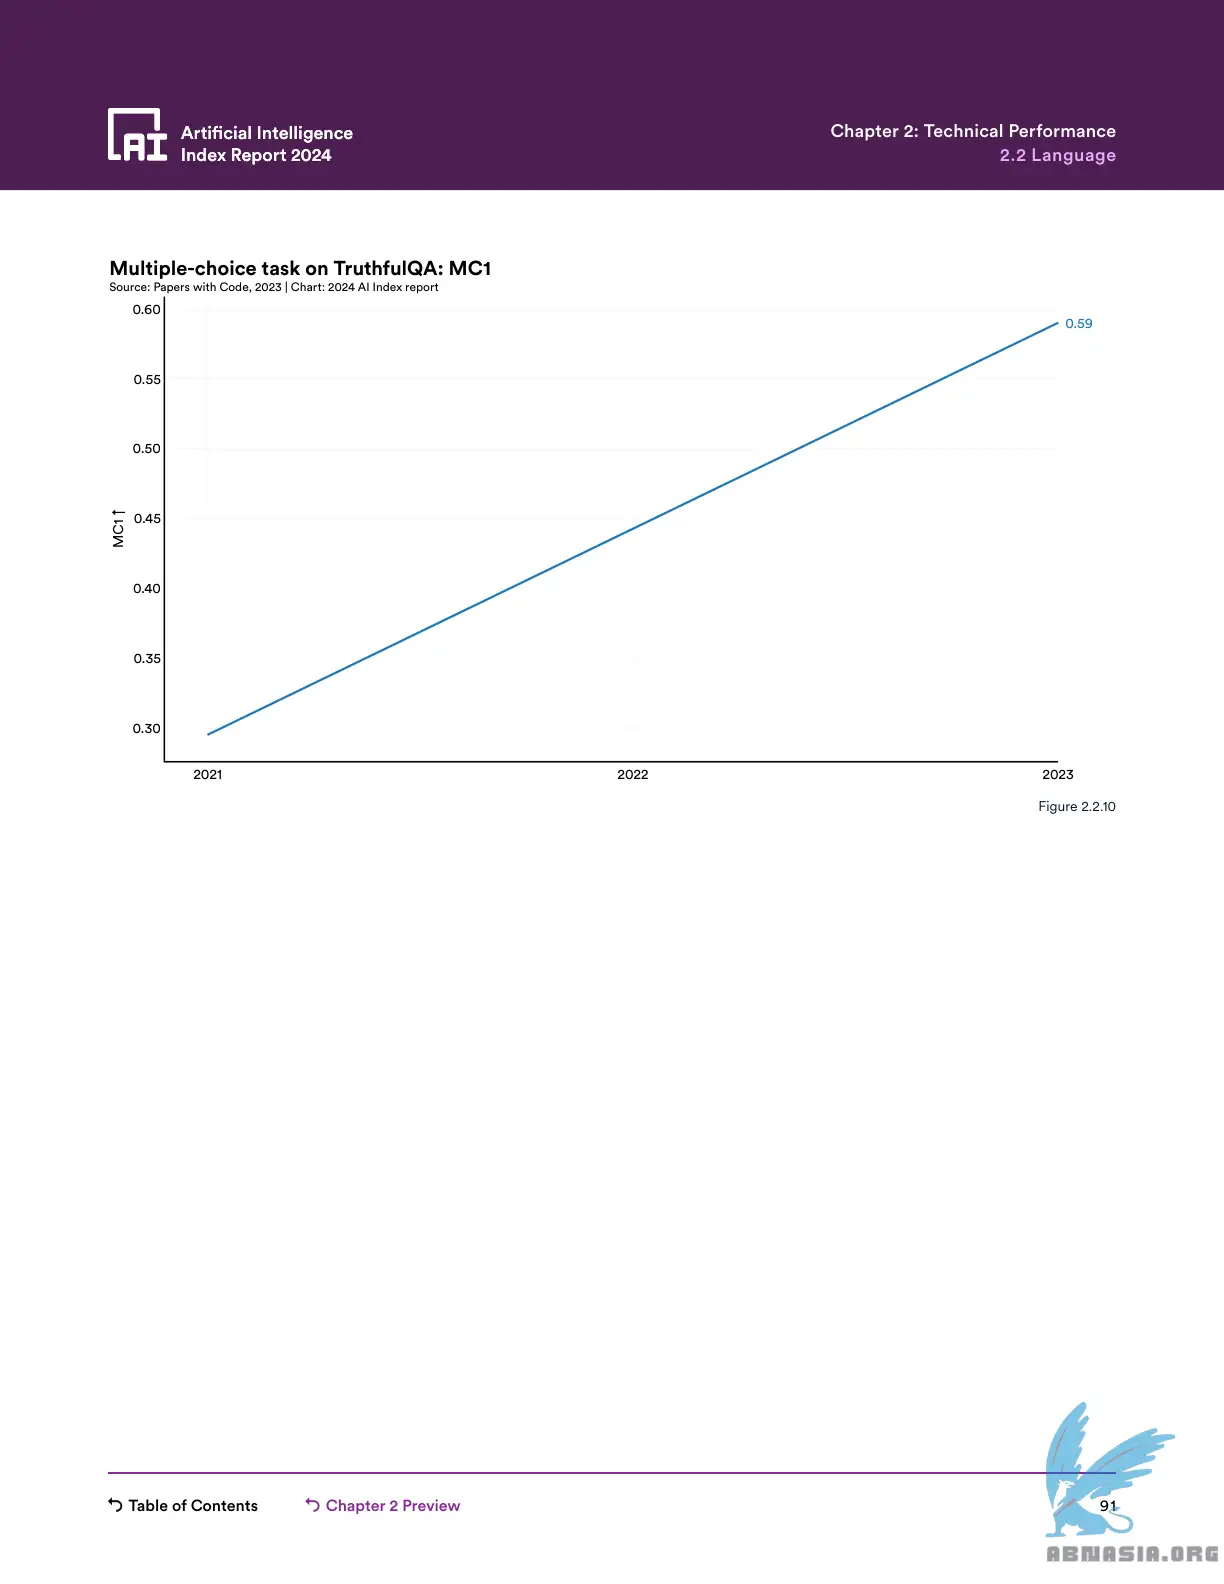 Artificial Intelligence
Index Report 2024
Chapter 2: Technical Performance
2.2 Language
Multiple-choice task on TruthfulQA: MC1
Source: Papers with Code, 2023 | Chart: 2024 AI Index report
0.60
0.59
0.55
0.50
0.45
MC1↑
0.40
0.35
0.30
2021
2022
2023
Figure 2.2.10
Table of Contents
Chapter 2 Preview
91
ABNASIA.ORG